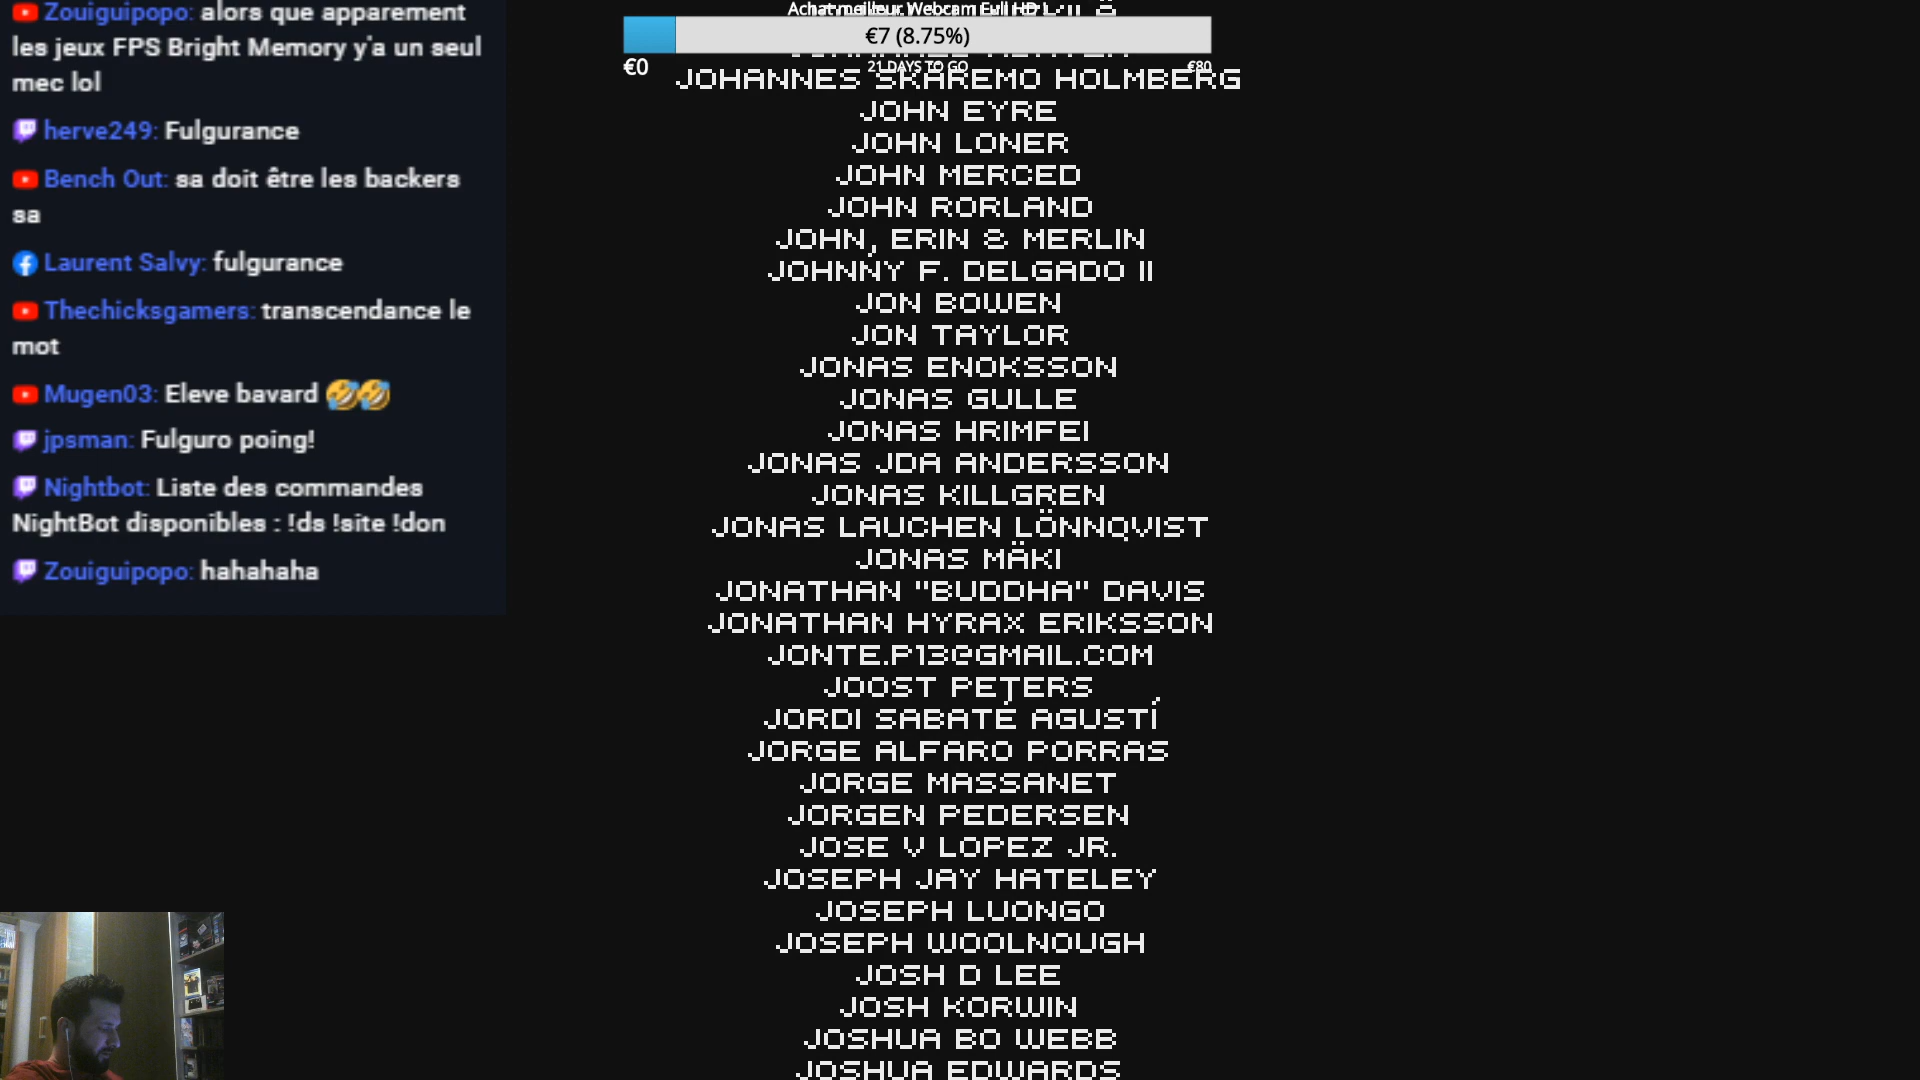 Zouiguipopo: alors que apparement
les jeux FPS Bright Memory y'a un seul
mec lol
herve249: Fulgurance
Bench Out: sa doit être les backers
sa
Laurent Salvy: fulgurance
Thechicksgamers: transcendance le
mot
Mugen03: Eleve bavard 🤣🤣
jpsman: Fulguro poing!
Nightbot: Liste des commandes
NightBot disponibles : !ds !site !don
Zouiguipopo: hahahaha
Achat meilleur Webcam Full HD !
€7 (8.75%)
€0
21 DAYS TO GO
€80
JOHANNES SKÅREMO HOLMBERG
JOHN EYRE
JOHN LONER
JOHN MERCED
JOHN RORLAND
JOHN, ERIN & MERLIN
JOHNNY F. DELGADO II
JON BOWEN
JON TAYLOR
JONAS ENOKSSON
JONAS GULLE
JONAS HRIMFEI
JONAS JDA ANDERSSON
JONAS KILLGREN
JONAS LAUCHEN LÖNNQVIST
JONAS MÄKI
JONATHAN "BUDDHA" DAVIS
JONATHAN HYRAX ERIKSSON
JONTE.P13@GMAIL.COM
JOOST PETERS
JORDI SABATÉ AGUSTÍ
JORGE ALFARO PORRAS
JORGE MASSANET
JORGEN PEDERSEN
JOSE V LOPEZ JR.
JOSEPH JAY HATELEY
JOSEPH LUONGO
JOSEPH WOOLNOUGH
JOSH D LEE
JOSH KORWIN
JOSHUA BO WEBB
JOSHUA EDWARDS